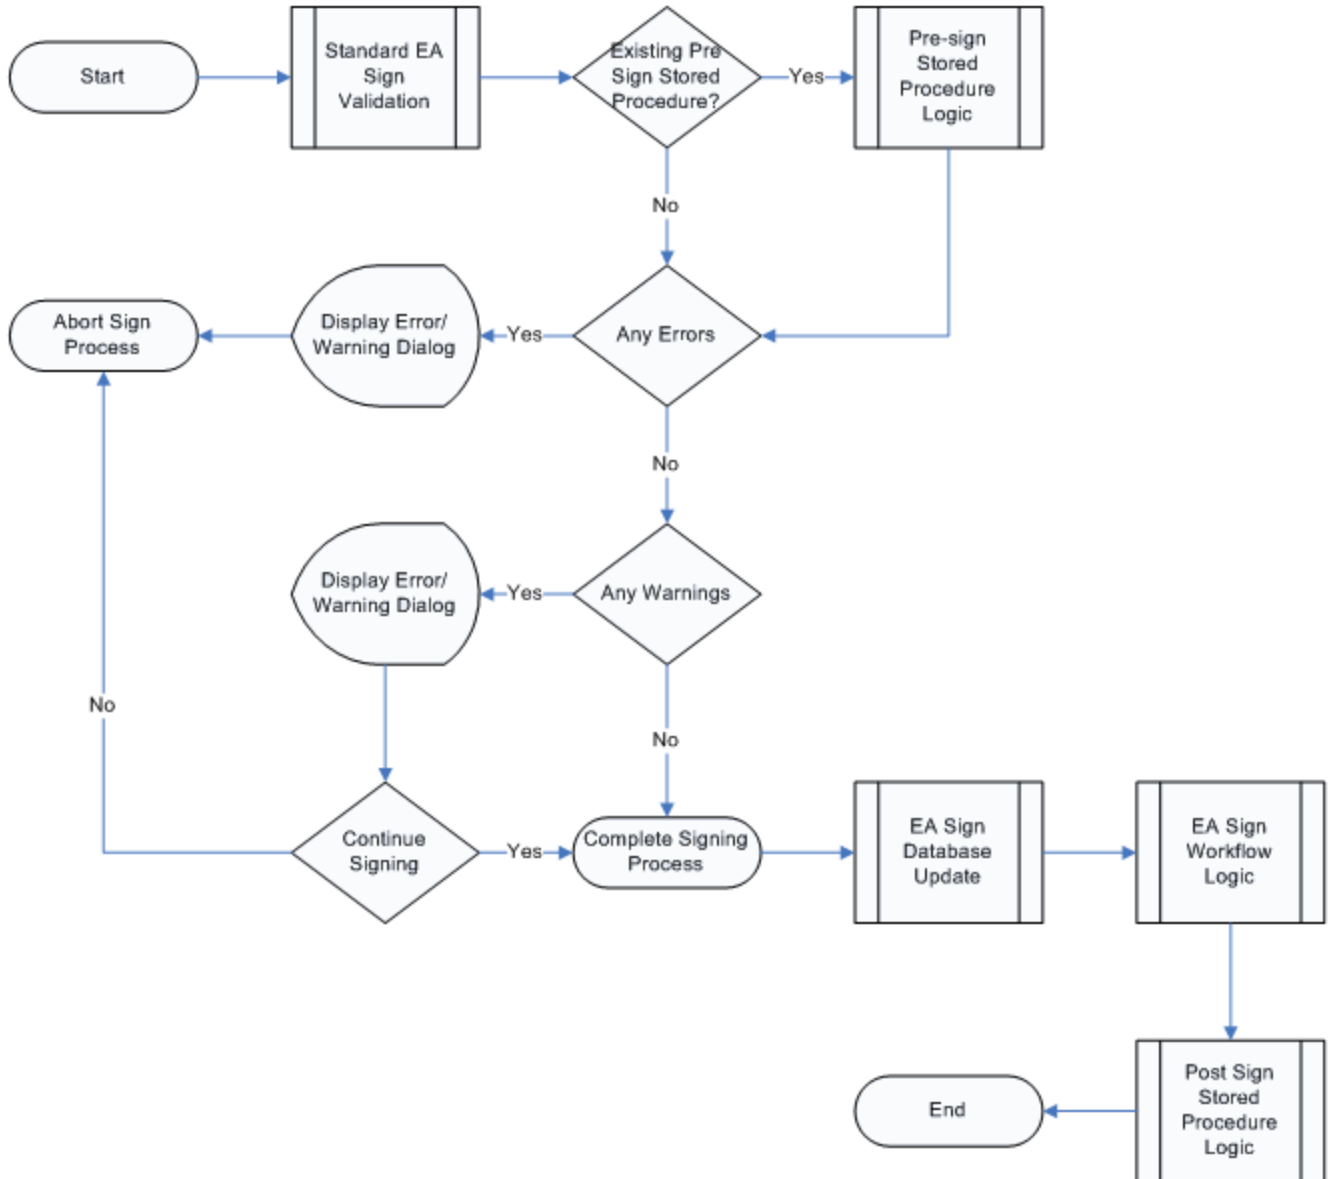 Start
Standard EA
Sign
Validation
Existing Pre
Sign Stored
Procedure?
Yes
Pre-sign
Stored
Procedure
Logic
No
Abort Sign
Process
Display Error/
Warning Dialog
Yes
Any Errors
No
Display Error/
Warning Dialog
Yes
Any Warnings
No
No
Continue
Signing
Yes
Complete Signing
Process
EA Sign
Database
Update
EA Sign
Workflow
Logic
End
Post Sign
Stored
Procedure
Logic